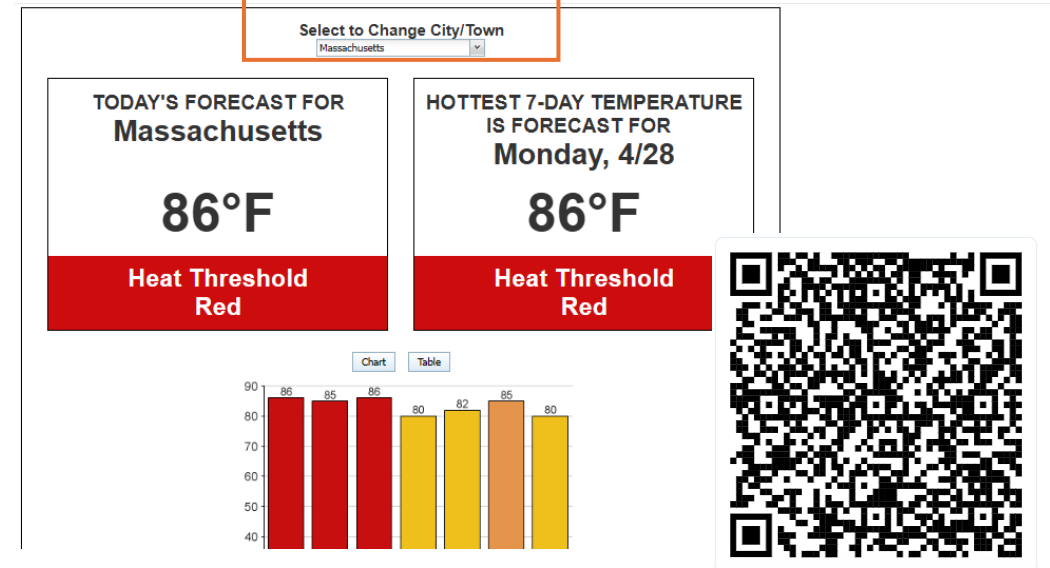 Select to Change City/Town
Massachusetts
TODAY'S FORECAST FOR
Massachusetts
86°F
Heat Threshold
Red
HOTTEST 7-DAY TEMPERATURE
IS FORECAST FOR
Monday, 4/28
86°F
Heat Threshold
Red
Chart Table
90
80
70
60
50
40
86 85 86 80 82 85 80